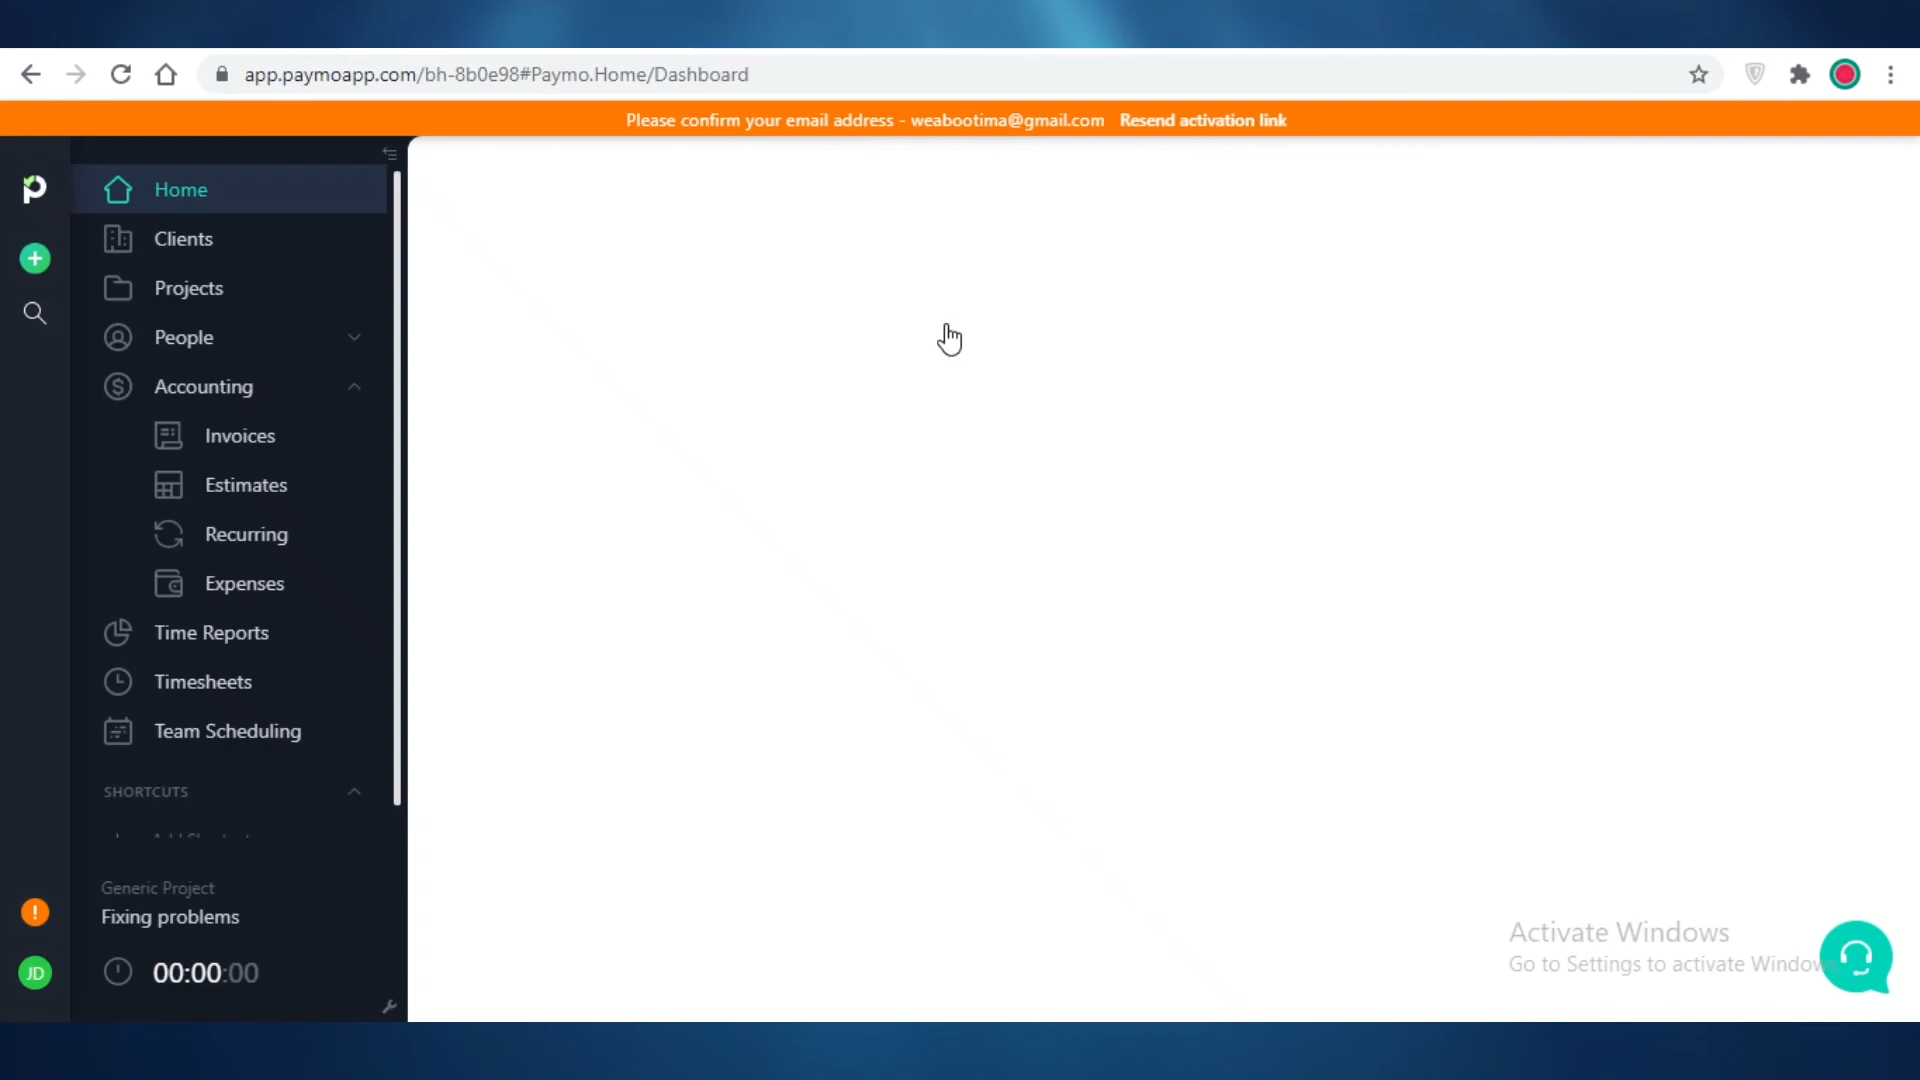 app.paymoapp.com/bh-8b0e98#Paymo.Home/Dashboard
Please confirm your email address - weabootima@gmail.com Resend activation link
Home
Clients
Projects
People
Accounting
Invoices
Estimates
Recurring
Expenses
Time Reports
Timesheets
Team Scheduling
SHORTCUTS
Generic Project
Fixing problems
00:00:00
JD
Activate Windows
Go to Settings to activate Windows